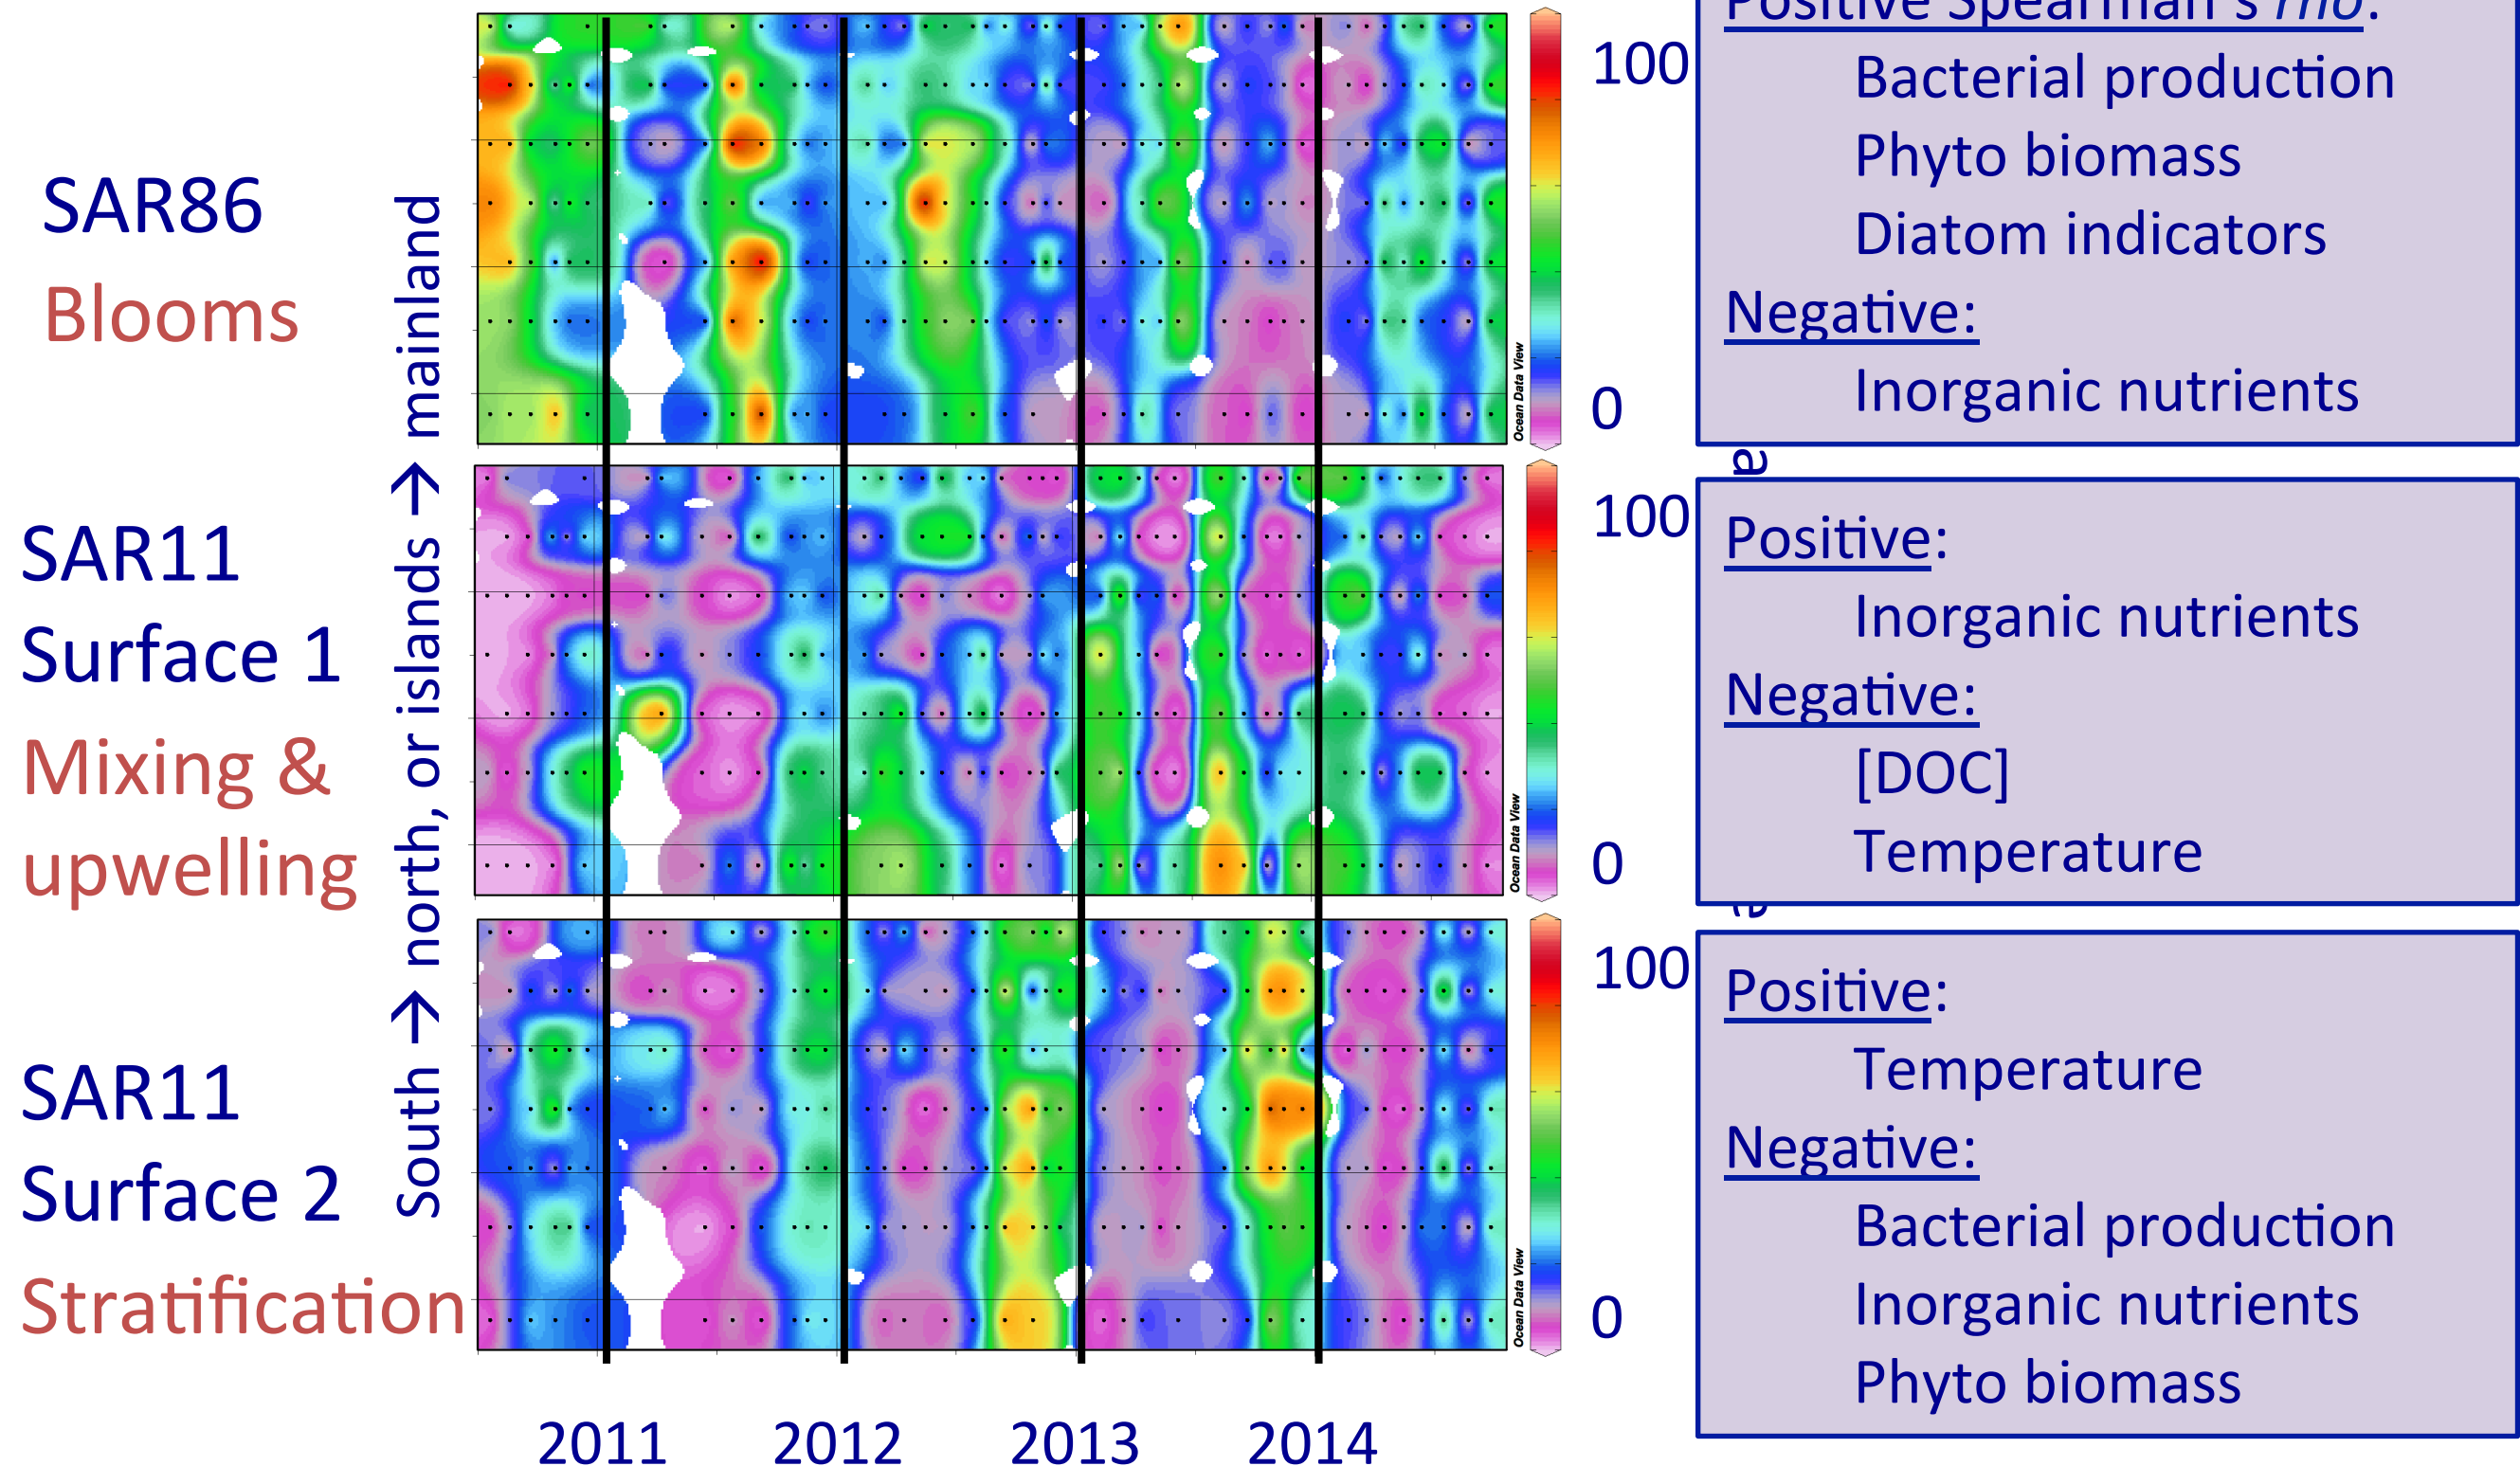 SAR86
Blooms
SAR11
Surface 1
Mixing &
upwelling
SAR11
Surface 2
Stratification
South → north, or islands → mainland
Ocean Data View
100
0
Ocean Data View
100
0
Ocean Data View
100
0
2011 2012 2013 2014
Positive Spearman's rho:
Bacterial production
Phyto biomass
Diatom indicators
Negative:
Inorganic nutrients
a
Positive:
Inorganic nutrients
Negative:
[DOC]
Temperature
e
Positive:
Temperature
Negative:
Bacterial production
Inorganic nutrients
Phyto biomass